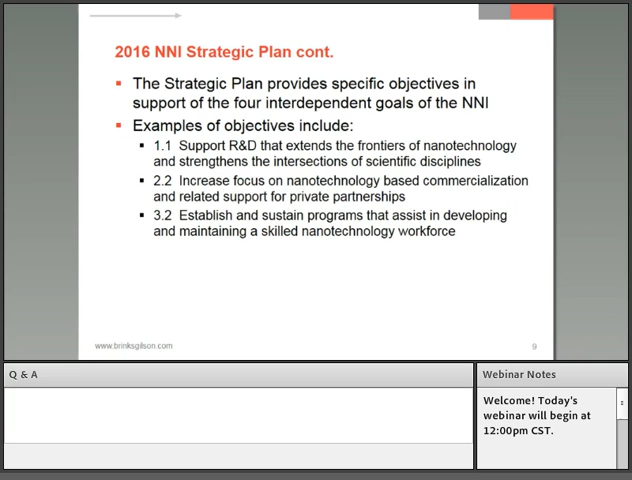 2016 NNI Strategic Plan cont.
The Strategic Plan provides specific objectives in
support of the four interdependent goals of the NNI
Examples of objectives include:
1.1 Support R&D that extends the frontiers of nanotechnology
and strengthens the intersections of scientific disciplines
2.2 Increase focus on nanotechnology based commercialization
and related support for private partnerships
3.2 Establish and sustain programs that assist in developing
and maintaining a skilled nanotechnology workforce
www.brinksgilson.com
9
Q & A
Webinar Notes
Welcome! Today's
webinar will begin at
12:00pm CST.